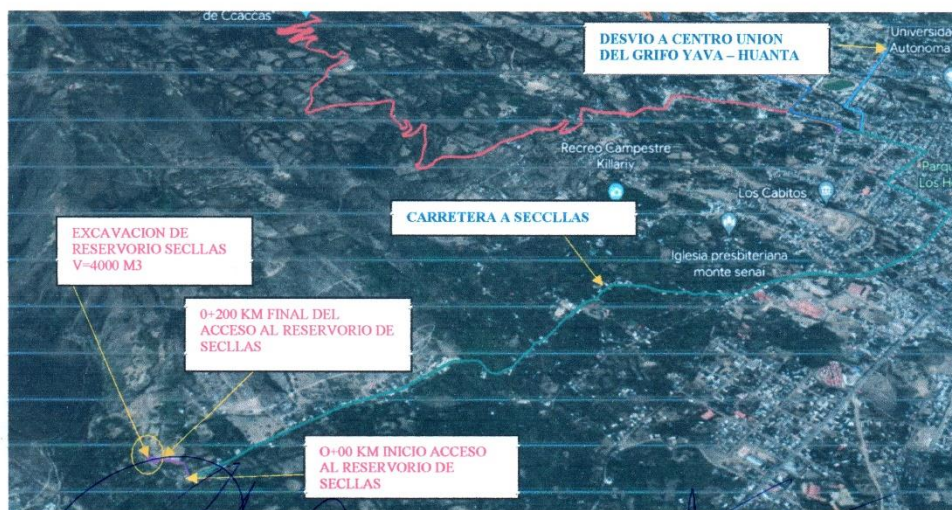 de Ccaccas
DESVIO A CENTRO UNION
DEL GRIFO YAVA – HUANTA
Universida
Autónoma
Recreo Campestre
Killariy
Los Cabitos
Parq
Los H
CARRETERA A SECCLLAS
Iglesia presbiteriana
monte senai
EXCAVACION DE
RESERVORIO SECLLAS
V=4000 M3
0+200 KM FINAL DEL
ACCESO AL RESERVORIO DE
SECLLAS
O+00 KM INICIO ACCESO
AL RESERVORIO DE
SECLLAS